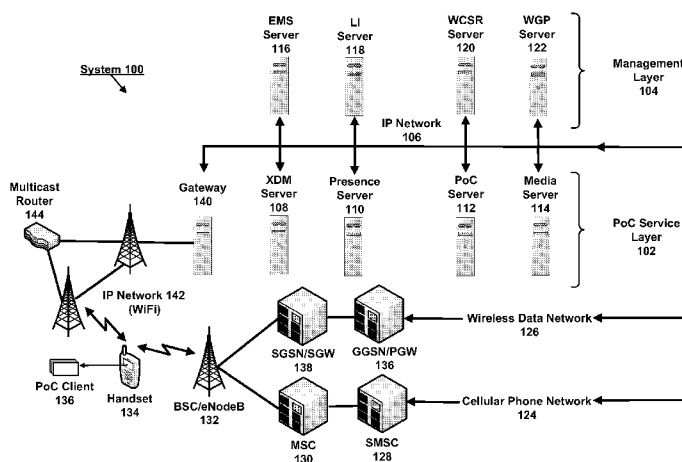 EMS
Server
116
LI
Server
118
WCSR
Server
120
WGP
Server
122
Management
Layer
104
System 100
IP Network
106
Multicast
Router
144
Gateway
140
XDM
Server
108
Presence
Server
110
PoC
Server
112
Media
Server
114
PoC Service
Layer
102
IP Network 142
(WiFi)
SGSN/SGW
138
GGSN/PGW
136
Wireless Data Network
126
PoC Client
136
Handset
134
BSC/eNodeB
132
MSC
130
SMSC
128
Cellular Phone Network
124